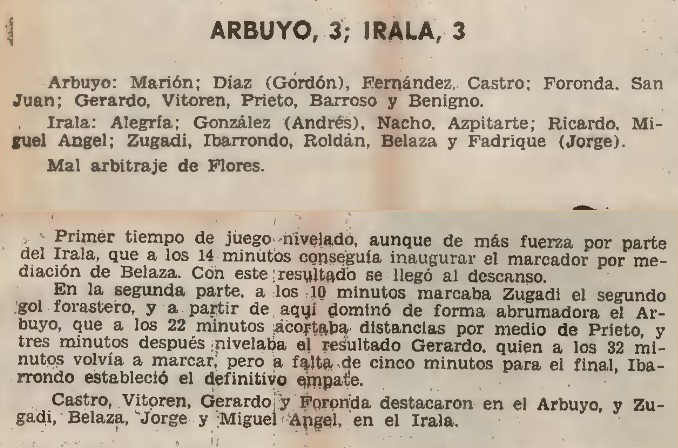 ARBUYO, 3; IRALA, 3
Arbuyo: Marión; Díaz (Gordón), Fernández, Castro; Foronda. San
Juan; Gerardo, Vitoren, Prieto, Barroso y Benigno.
Irala: Alegría; González (Andrés), Nacho, Azpitarte; Ricardo, Mi-
guel Angel; Zugadi, Ibarrondo, Roldán, Belaza y Fadrique (Jorge).
Mal arbitraje de Flores.
Primer tiempo de juego nivelado, aunque de más fuerza por parte
del Irala, que a los 14 minutos conseguía inaugurar el marcador por me-
diación de Belaza. Con este resultado se llegó al descanso.
En la segunda parte, a los 10 minutos marcaba Zugadi el segundo
gol forastero, y a partir de aquí dominó de forma abrumadora el Ar-
buyo, que a los 22 minutos acortaba distancias por medio de Prieto, y
tres minutos después nivelaba el resultado Gerardo, quien a los 32 mi-
nutos volvía a marcar, pero a falta de cinco minutos para el final, Iba-
rrondo estableció el definitivo empate.
Castro, Vitoren, Gerardo y Foronda destacaron en el Arbuyo, y Zu-
gadi, Belaza, Jorge y Miguel Angel, en el Irala.